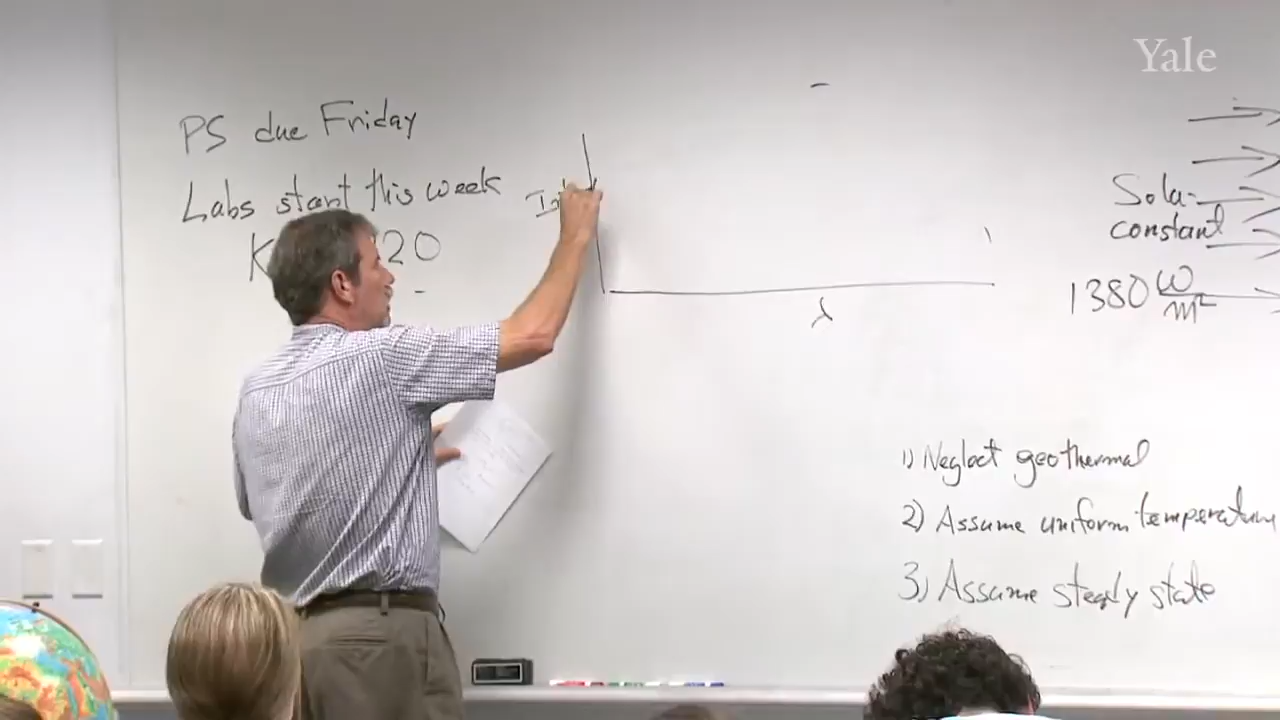 Yale
PS due Friday
Labs start this week
K 20
λ
Solar
constant
1380 W/m²
1) Neglect geothermal
2) Assume uniform temperature
3) Assume steady state